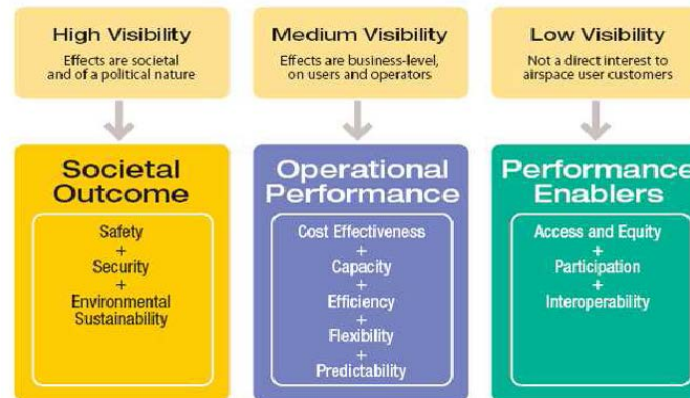 High Visibility
Effects are societal
and of a political nature
Medium Visibility
Effects are business-level,
on users and operators
Low Visibility
Not a direct interest to
airspace user customers
Societal
Outcome
Safety
+
Security
+
Environmental
Sustainability
Operational
Performance
Cost Effectiveness
+
Capacity
+
Efficiency
+
Flexibility
+
Predictability
Performance
Enablers
Access and Equity
+
Participation
+
Interoperability